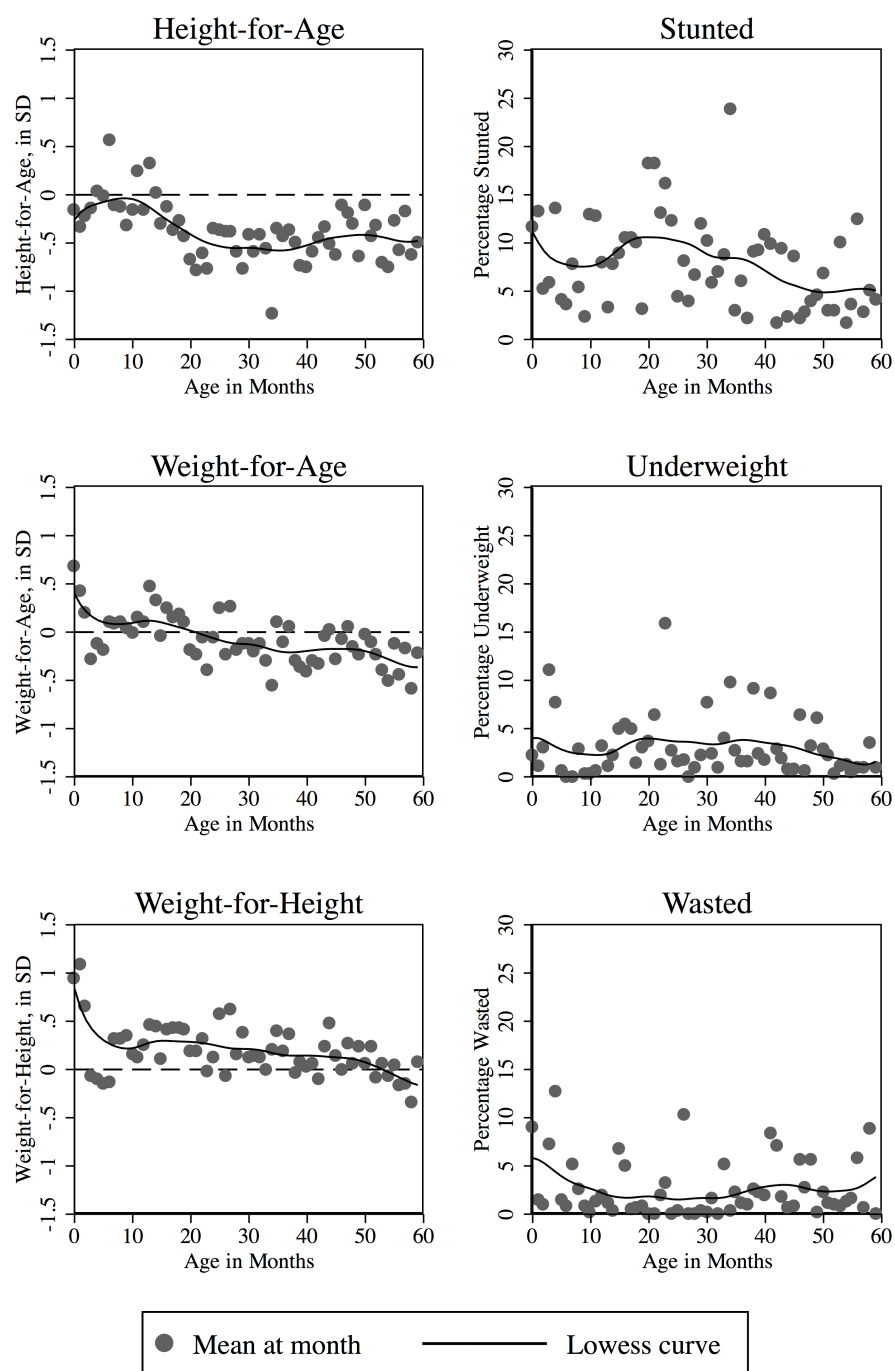 Height-for-Age
Height-for-Age, in SD
1.5
1
.5
0
-.5
-1
-1.5
0 10 20 30 40 50 60
Age in Months
Stunted
Percentage Stunted
30
25
20
15
10
5
0
0 10 20 30 40 50 60
Age in Months
Weight-for-Age
Weight-for-Age, in SD
1.5
1
.5
0
-.5
-1
-1.5
0 10 20 30 40 50 60
Age in Months
Underweight
Percentage Underweight
30
25
20
15
10
5
0
0 10 20 30 40 50 60
Age in Months
Weight-for-Height
Weight-for-Height, in SD
1.5
1
.5
0
-.5
-1
-1.5
0 10 20 30 40 50 60
Age in Months
Wasted
Percentage Wasted
30
25
20
15
10
5
0
0 10 20 30 40 50 60
Age in Months
Mean at month Lowess curve